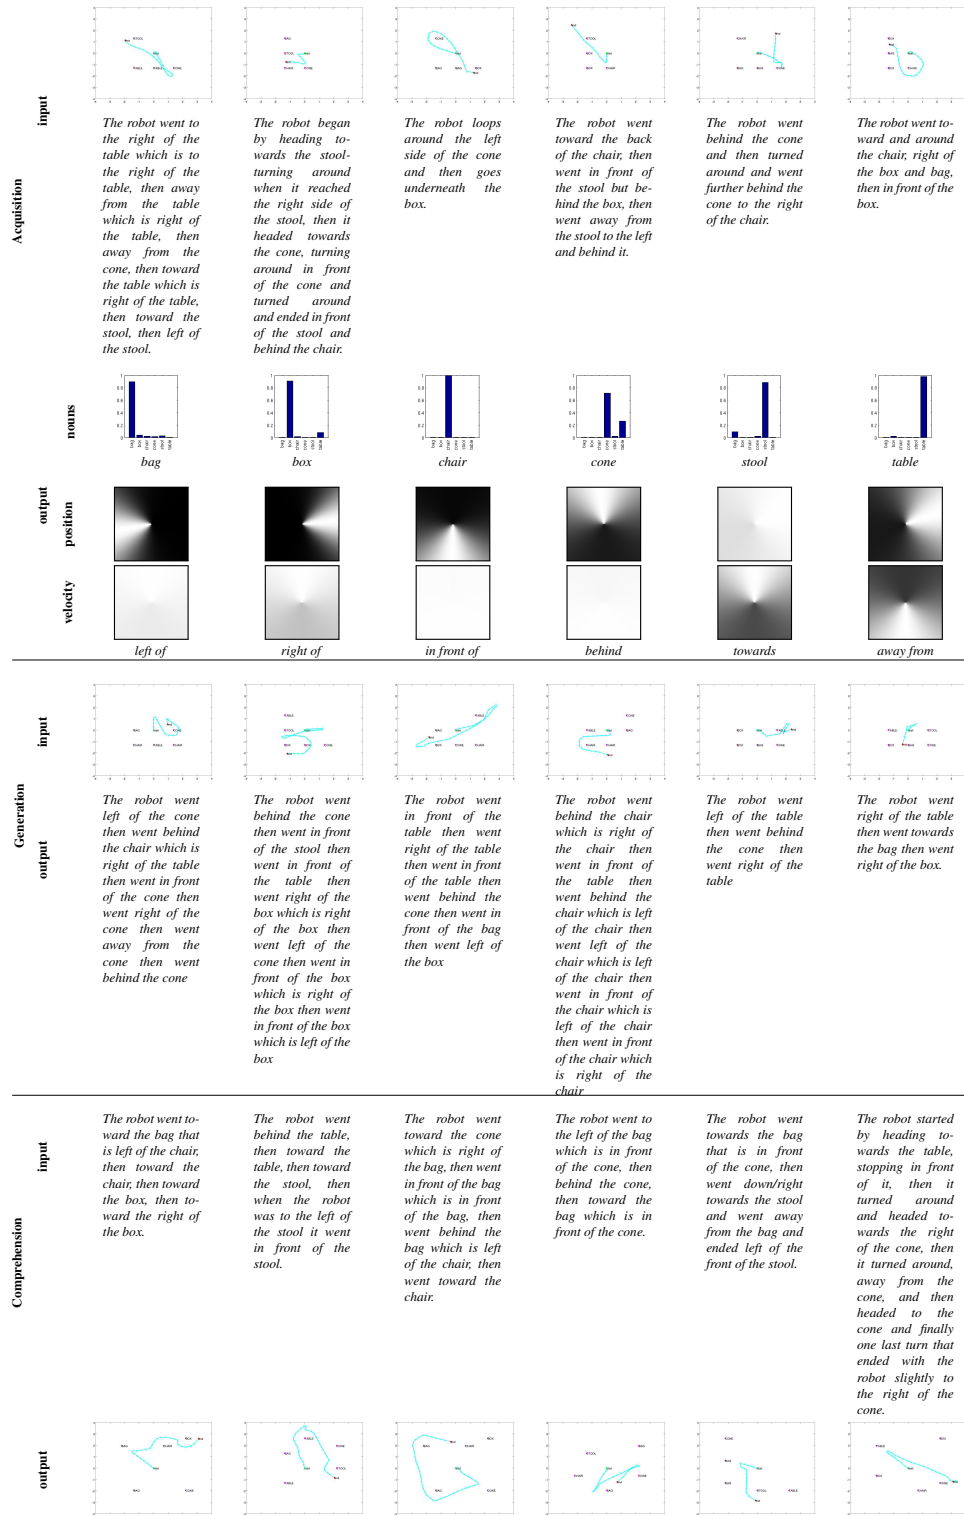 Acquisition
input
The robot went to
the right of the
table which is to
the right of the
table, then away
from the table
which is right of
the table, then
away from the
cone, then toward
the table which is
right of the table,
then toward the
stool, then left of
the stool.
The robot began
by heading to-
wards the stool-
turning around
when it reached
the right side of
the stool, then it
headed towards
the cone, turning
around in front
of the cone and
turned around
and ended in front
of the stool and
behind the chair.
The robot loops
around the left
side of the cone
and then goes
underneath the
box.
The robot went
toward the back
of the chair, then
went in front of
the stool but be-
hind the box, then
went away from
the stool to the left
and behind it.
The robot went
behind the cone
and then turned
around and went
further behind the
cone to the right
of the chair.
The robot went to-
ward and around
the chair, right of
the box and bag,
then in front of the
box.
output
nouns
bag
box
chair
cone
stool
table
position
velocity
left of
right of
in front of
behind
towards
away from
Generation
input
output
The robot went
left of the cone
then went behind
the chair which is
right of the table
then went in front
of the cone then
went right of the
cone then went
away from the
cone then went
behind the cone
The robot went
behind the cone
then went in front
of the stool then
went in front of
the table then
went right of the
box which is right
of the box then
went left of the
cone then went in
front of the box
which is right of
the box then went
in front of the box
which is left of the
box
The robot went
in front of the
table then went
right of the table
then went in front
of the table then
went behind the
cone then went in
front of the bag
then went left of
the box
The robot went
behind the chair
which is right of
the chair then
went in front of
the table then
went behind the
chair which is left
of the chair then
went left of the
chair which is left
of the chair then
went in front of
the chair which is
left of the chair
then went in front
of the chair which
is right of the
chair
The robot went
left of the table
then went behind
the cone then
went right of the
table
The robot went
right of the table
then went towards
the bag then went
right of the box.
Comprehension
input
The robot went to-
ward the bag that
is left of the chair,
then toward the
chair, then toward
the box, then to-
ward the right of
the box.
The robot went
behind the table,
then toward the
table, then toward
the stool, then
when the robot
was to the left of
the stool it went
in front of the
stool.
The robot went
toward the cone
which is right of
the bag, then went
in front of the bag
which is in front
of the bag, then
went behind the
bag which is left
of the chair, then
went toward the
chair.
The robot went to
the left of the bag
which is in front
of the cone, then
behind the cone,
then toward the
bag which is in
front of the cone.
The robot went
towards the bag
that is in front
of the cone, then
went down/right
towards the stool
and went away
from the bag and
ended left of the
front of the stool.
The robot started
by heading to-
wards the table,
stopping in front
of it, then it
turned around
and headed to-
wards the right
of the cone, then
it turned around,
away from the
cone, and then
headed to the
cone and finally
one last turn that
ended with the
robot slightly to
the right of the
cone.
output